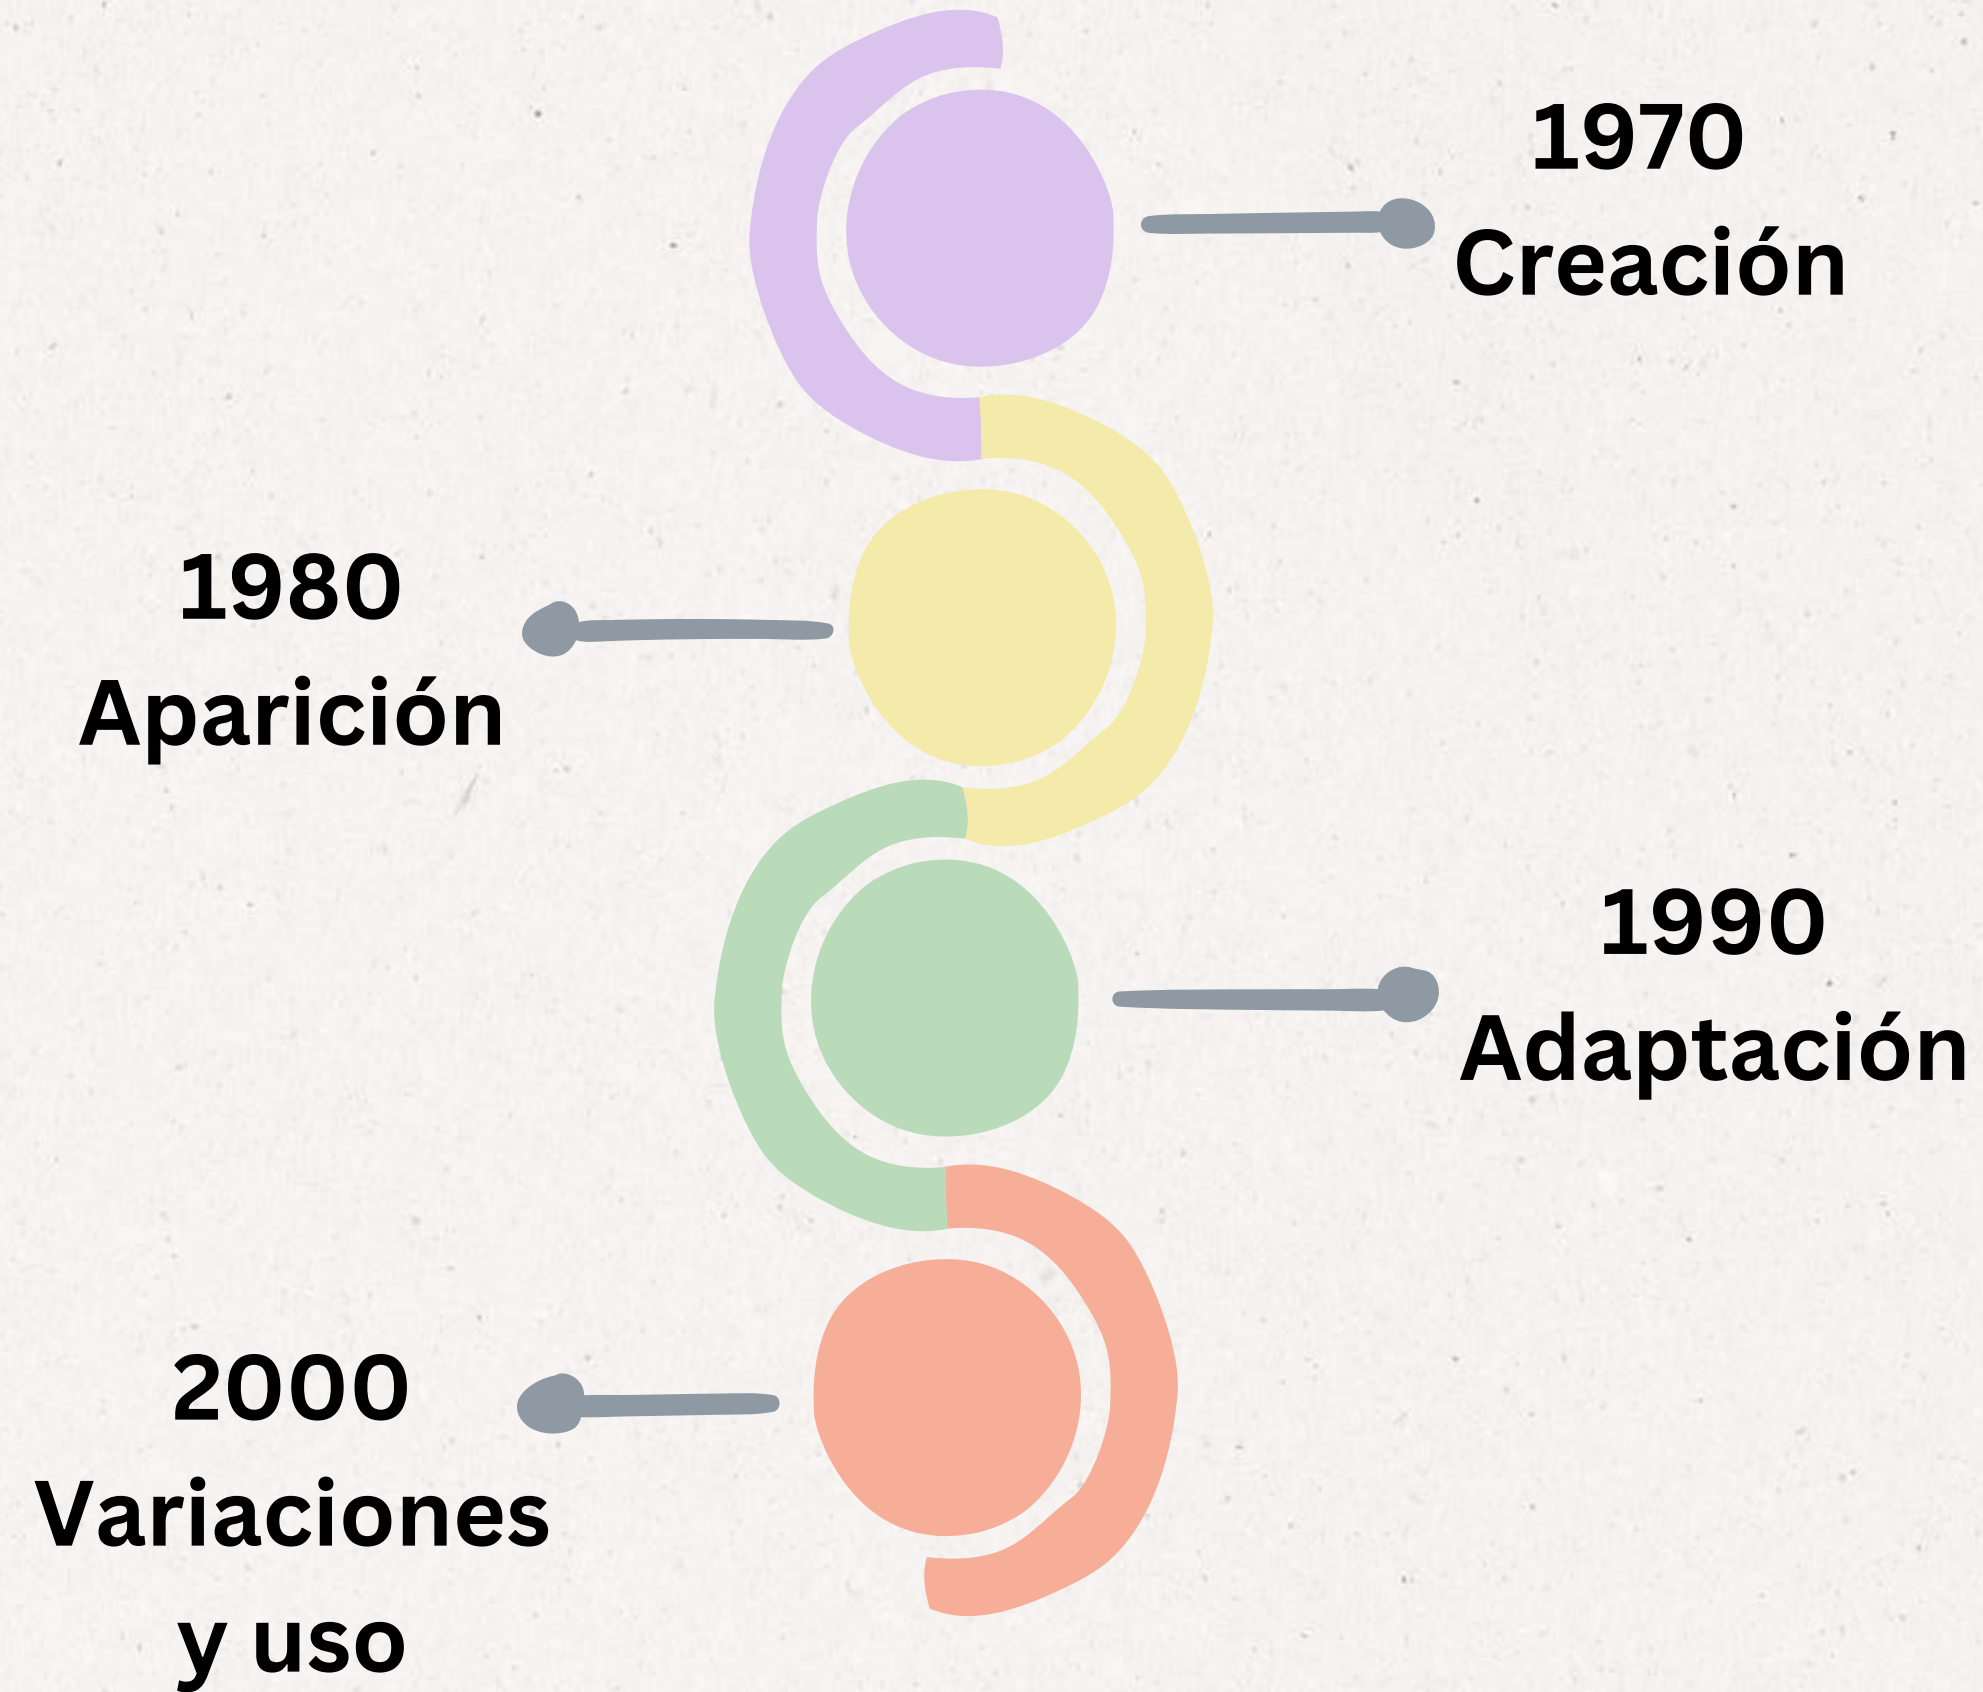 1970
Creación
1980
Aparición
1990
Adaptación
2000
Variaciones
y uso